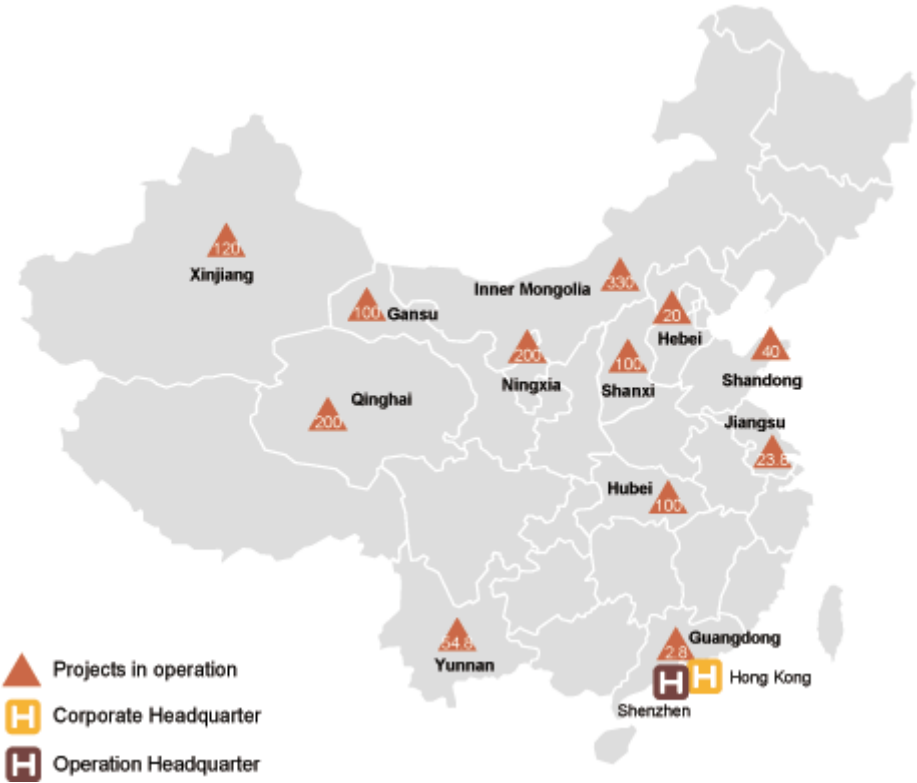 120
Xinjiang
330
Inner Mongolia
100
Gansu
20
Hebei
200
Ningxia
100
Shanxi
40
Shandong
Qinghai
200
Jiangsu
23.8
Hubei
100
54.8
Yunnan
Guangdong
2.8
H
H
Hong Kong
Shenzhen
Projects in operation
H Corporate Headquarter
H Operation Headquarter